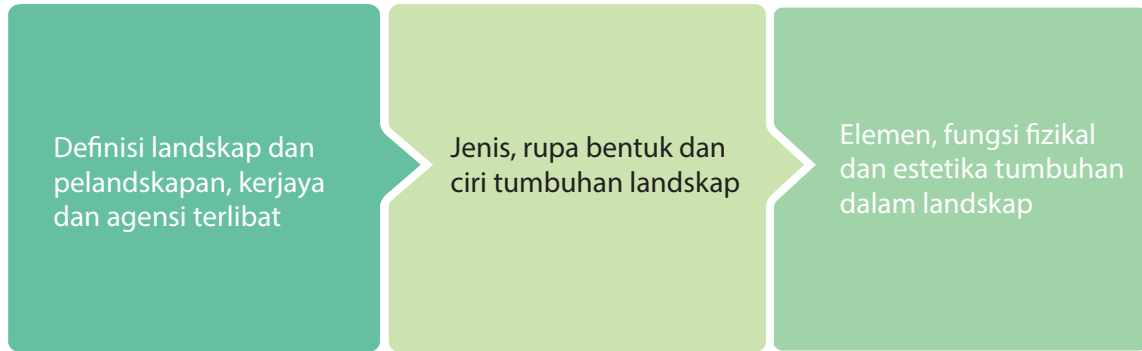 Definisi landskap dan
pelandskapan, kerjaya
dan agensi terlibat
Jenis, rupa bentuk dan
ciri tumbuhan landskap
Elemen, fungsi fizikal
dan estetika tumbuhan
dalam landskap